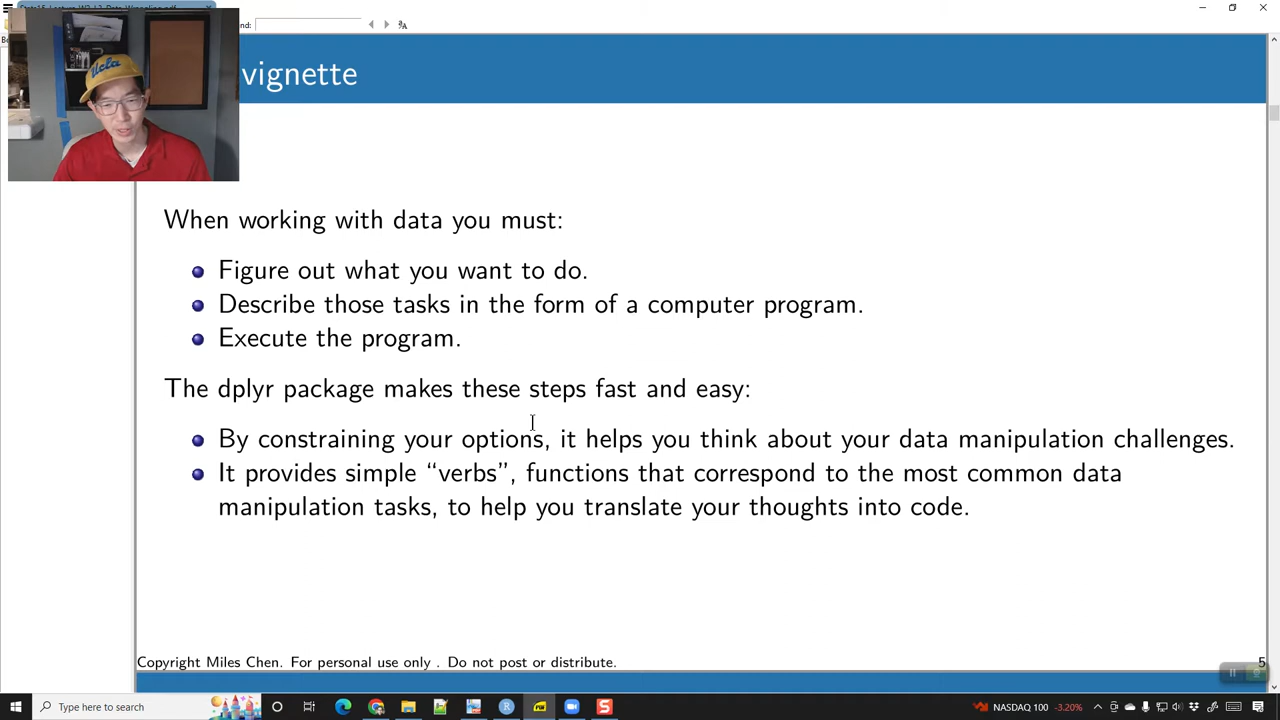 nd:
vignette
UCLA
When working with data you must:
Figure out what you want to do.
Describe those tasks in the form of a computer program.
Execute the program.
The dplyr package makes these steps fast and easy:
By constraining your options, it helps you think about your data manipulation challenges.
It provides simple “verbs”, functions that correspond to the most common data
manipulation tasks, to help you translate your thoughts into code.
Copyright Miles Chen. For personal use only . Do not post or distribute.
5
Type here to search
NASDAQ 100 -3.20%